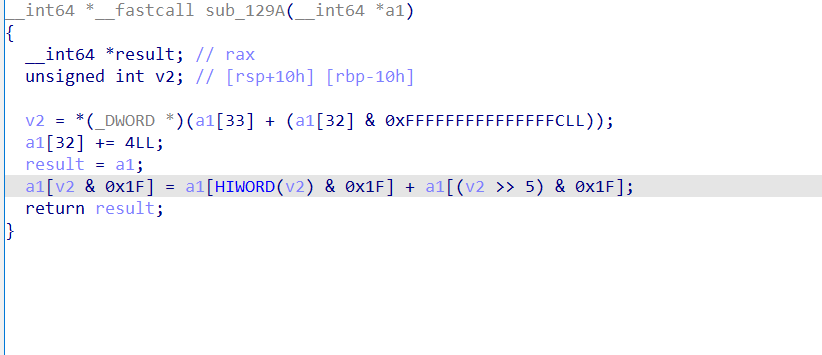 __int64 *__fastcall sub_129A(__int64 *a1)
{
  __int64 *result; // rax
  unsigned int v2; // [rsp+10h] [rbp-10h]

  v2 = *(_DWORD *)(a1[33] + (a1[32] & 0xFFFFFFFFFFFFFFFCLL));
  a1[32] += 4LL;
  result = a1;
  a1[v2 & 0x1F] = a1[HIWORD(v2) & 0x1F] + a1[(v2 >> 5) & 0x1F];
  return result;
}